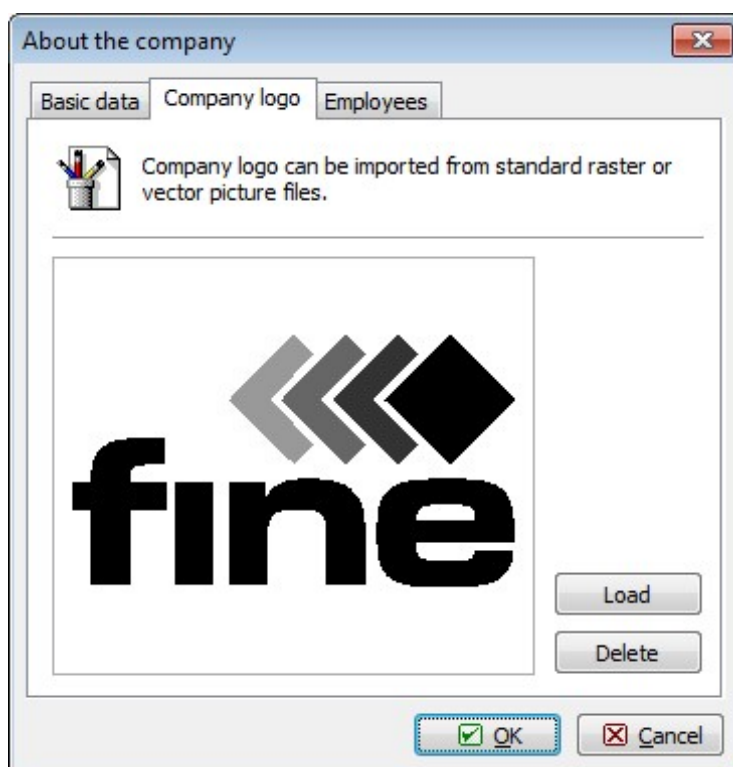 About the company
Basic data Company logo Employees
Company logo can be imported from standard raster or
vector picture files.
fine
Load
Delete
OK Cancel